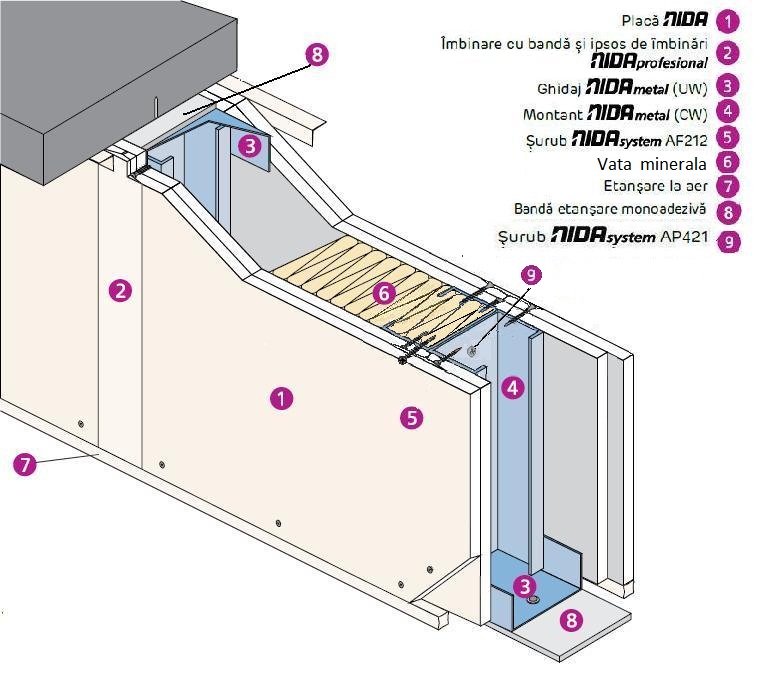 Placă NIDA 1
Îmbinare cu bandă și ipsos de îmbinări
NIDA profesional 2
Ghidaj NIDA metal (UW) 3
Montant NIDA metal (CW) 4
Șurub NIDA system AF212 5
Vata minerala 6
Etanșare la aer 7
Bandă etanșare monoadezivă 8
Șurub NIDA system AP421 9
8
3
9
6
2
1
4
5
7
3
8